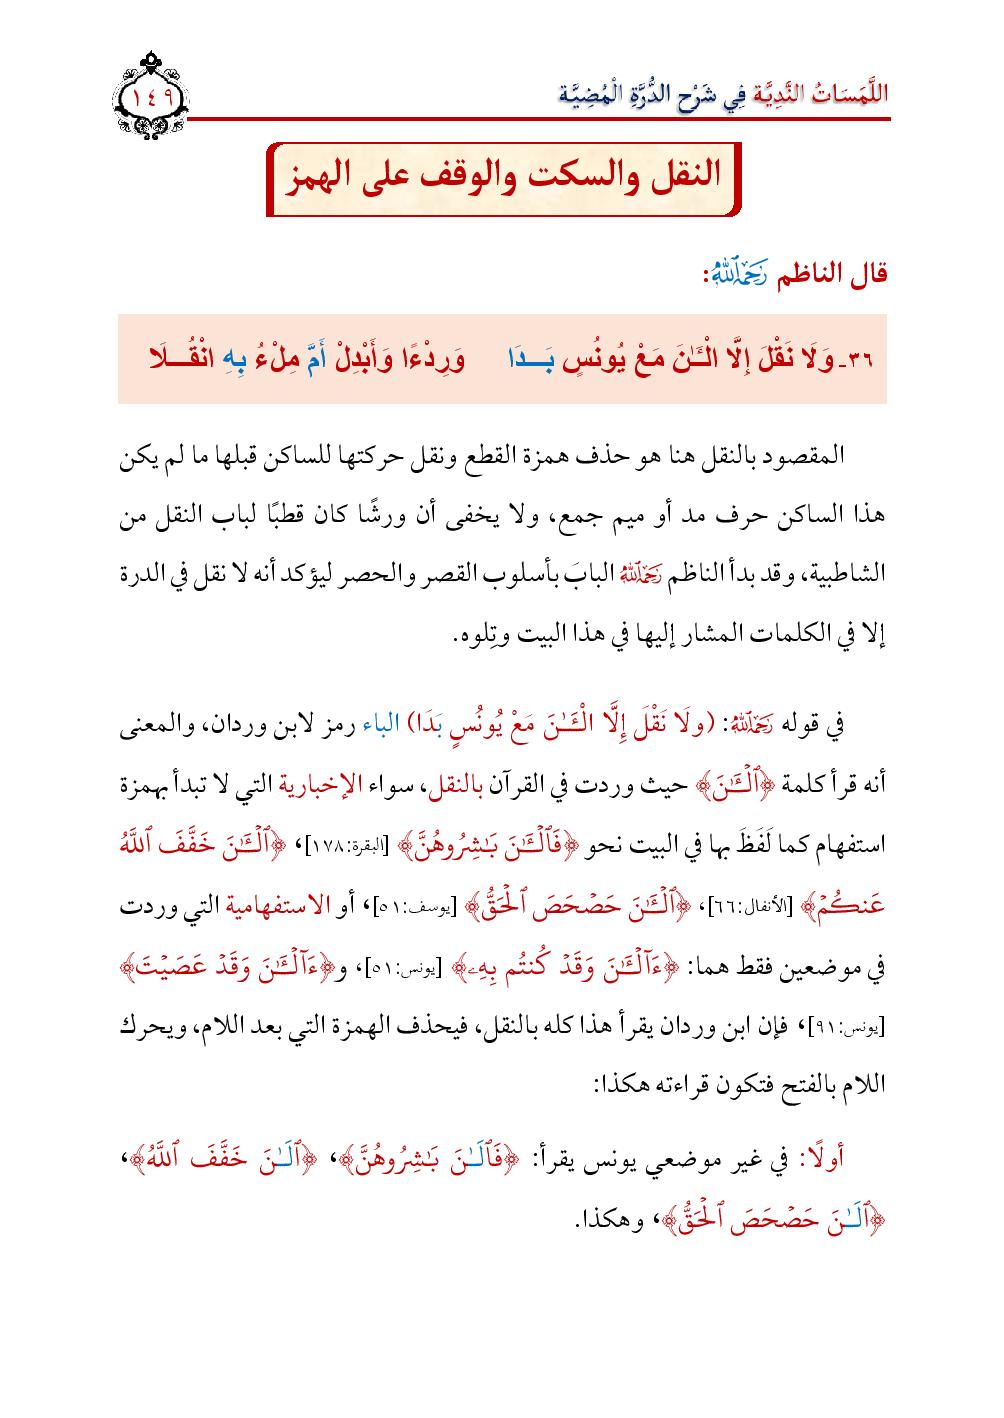 اللَّمَسَاتُ النَّدِيَّة فِي شَرْح الدُّرَّةِ الْمُضِيَّة
١٤٩
النقل والسكت والوقف على الهمز
قال الناظم رَحِمَهُ ٱللَّهُ:
٣٦ـ وَلَا نَقْلَ إِلَّا الْـَٔـٰنَ مَعْ يُونُسٍ بَـــدَا وَرِدْءًا وَأَبْدِلْ أَمَّ مِلْءُ بِهِ انْقُـــلَا
المقصود بالنقل هنا هو حذف همزة القطع ونقل حركتها للساكن قبلها ما لم يكن
هذا الساكن حرف مد أو ميم جمع، ولا يخفى أن ورشًا كان قطبًا لباب النقل من
الشاطبية، وقد بدأ الناظم رَحِمَهُ ٱللَّهُ البابَ بأسلوب القصر والحصر ليؤكد أنه لا نقل في الدرة
إلا في الكلمات المشار إليها في هذا البيت وتِلوه.
في قوله رَحِمَهُ ٱللَّهُ: (ولَا نَقْلَ إِلَّا الْـَٔـٰنَ مَعْ يُونُسٍ بَدَا) الباء رمز لابن وردان، والمعنى
أنه قرأ كلمة ﴿ٱلْـَٰٔنَ﴾ حيث وردت في القرآن بالنقل، سواء الإخبارية التي لا تبدأ بهمزة
استفهام كما لَفَظَ بها في البيت نحو ﴿فَٱلْـَٰٔنَ بَٰشِرُوهُنَّ﴾ [البقرة:١٧٨]، ﴿ٱلْـَٰٔنَ خَفَّفَ ٱللَّهُ
عَنكُمْ﴾ [الأنفال:٦٦]، ﴿ٱلْـَٰٔنَ حَصْحَصَ ٱلْحَقُّ﴾ [يوسف:٥١]، أو الاستفهامية التي وردت
في موضعين فقط هما: ﴿ءَآلْـَٰٔنَ وَقَدْ كُنتُم بِهِۦ﴾ [يونس:٥١]، و﴿ءَآلْـَٰٔنَ وَقَدْ عَصَيْتَ﴾
[يونس:٩١]، فإن ابن وردان يقرأ هذا كله بالنقل، فيحذف الهمزة التي بعد اللام، ويحرك
اللام بالفتح فتكون قراءته هكذا:
أولًا: في غير موضعي يونس يقرأ: ﴿فَٱلَـٰنَ بَٰشِرُوهُنَّ﴾، ﴿ٱلَـٰنَ خَفَّفَ ٱللَّهُ﴾،
﴿ٱلَـٰنَ حَصْحَصَ ٱلْحَقُّ﴾، وهكذا.